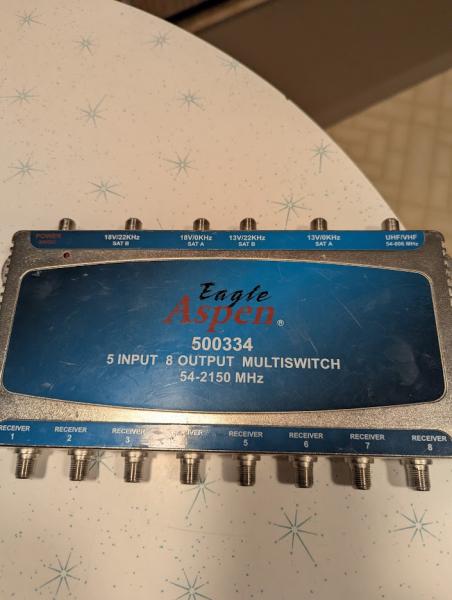 POWER
18V/22KHz
SAT B
18V/0KHz
SAT A
13V/22KHz
SAT B
13V/0KHz
SAT A
UHF/VHF
54-806 MHz
Eagle
Aspen®
500334
5 INPUT 8 OUTPUT MULTISWITCH
54-2150 MHz
RECEIVER
1
RECEIVER
2
RECEIVER
3
RECEIVER
RECEIVER
5
RECEIVER
6
RECEIVER
7
RECEIVER
8